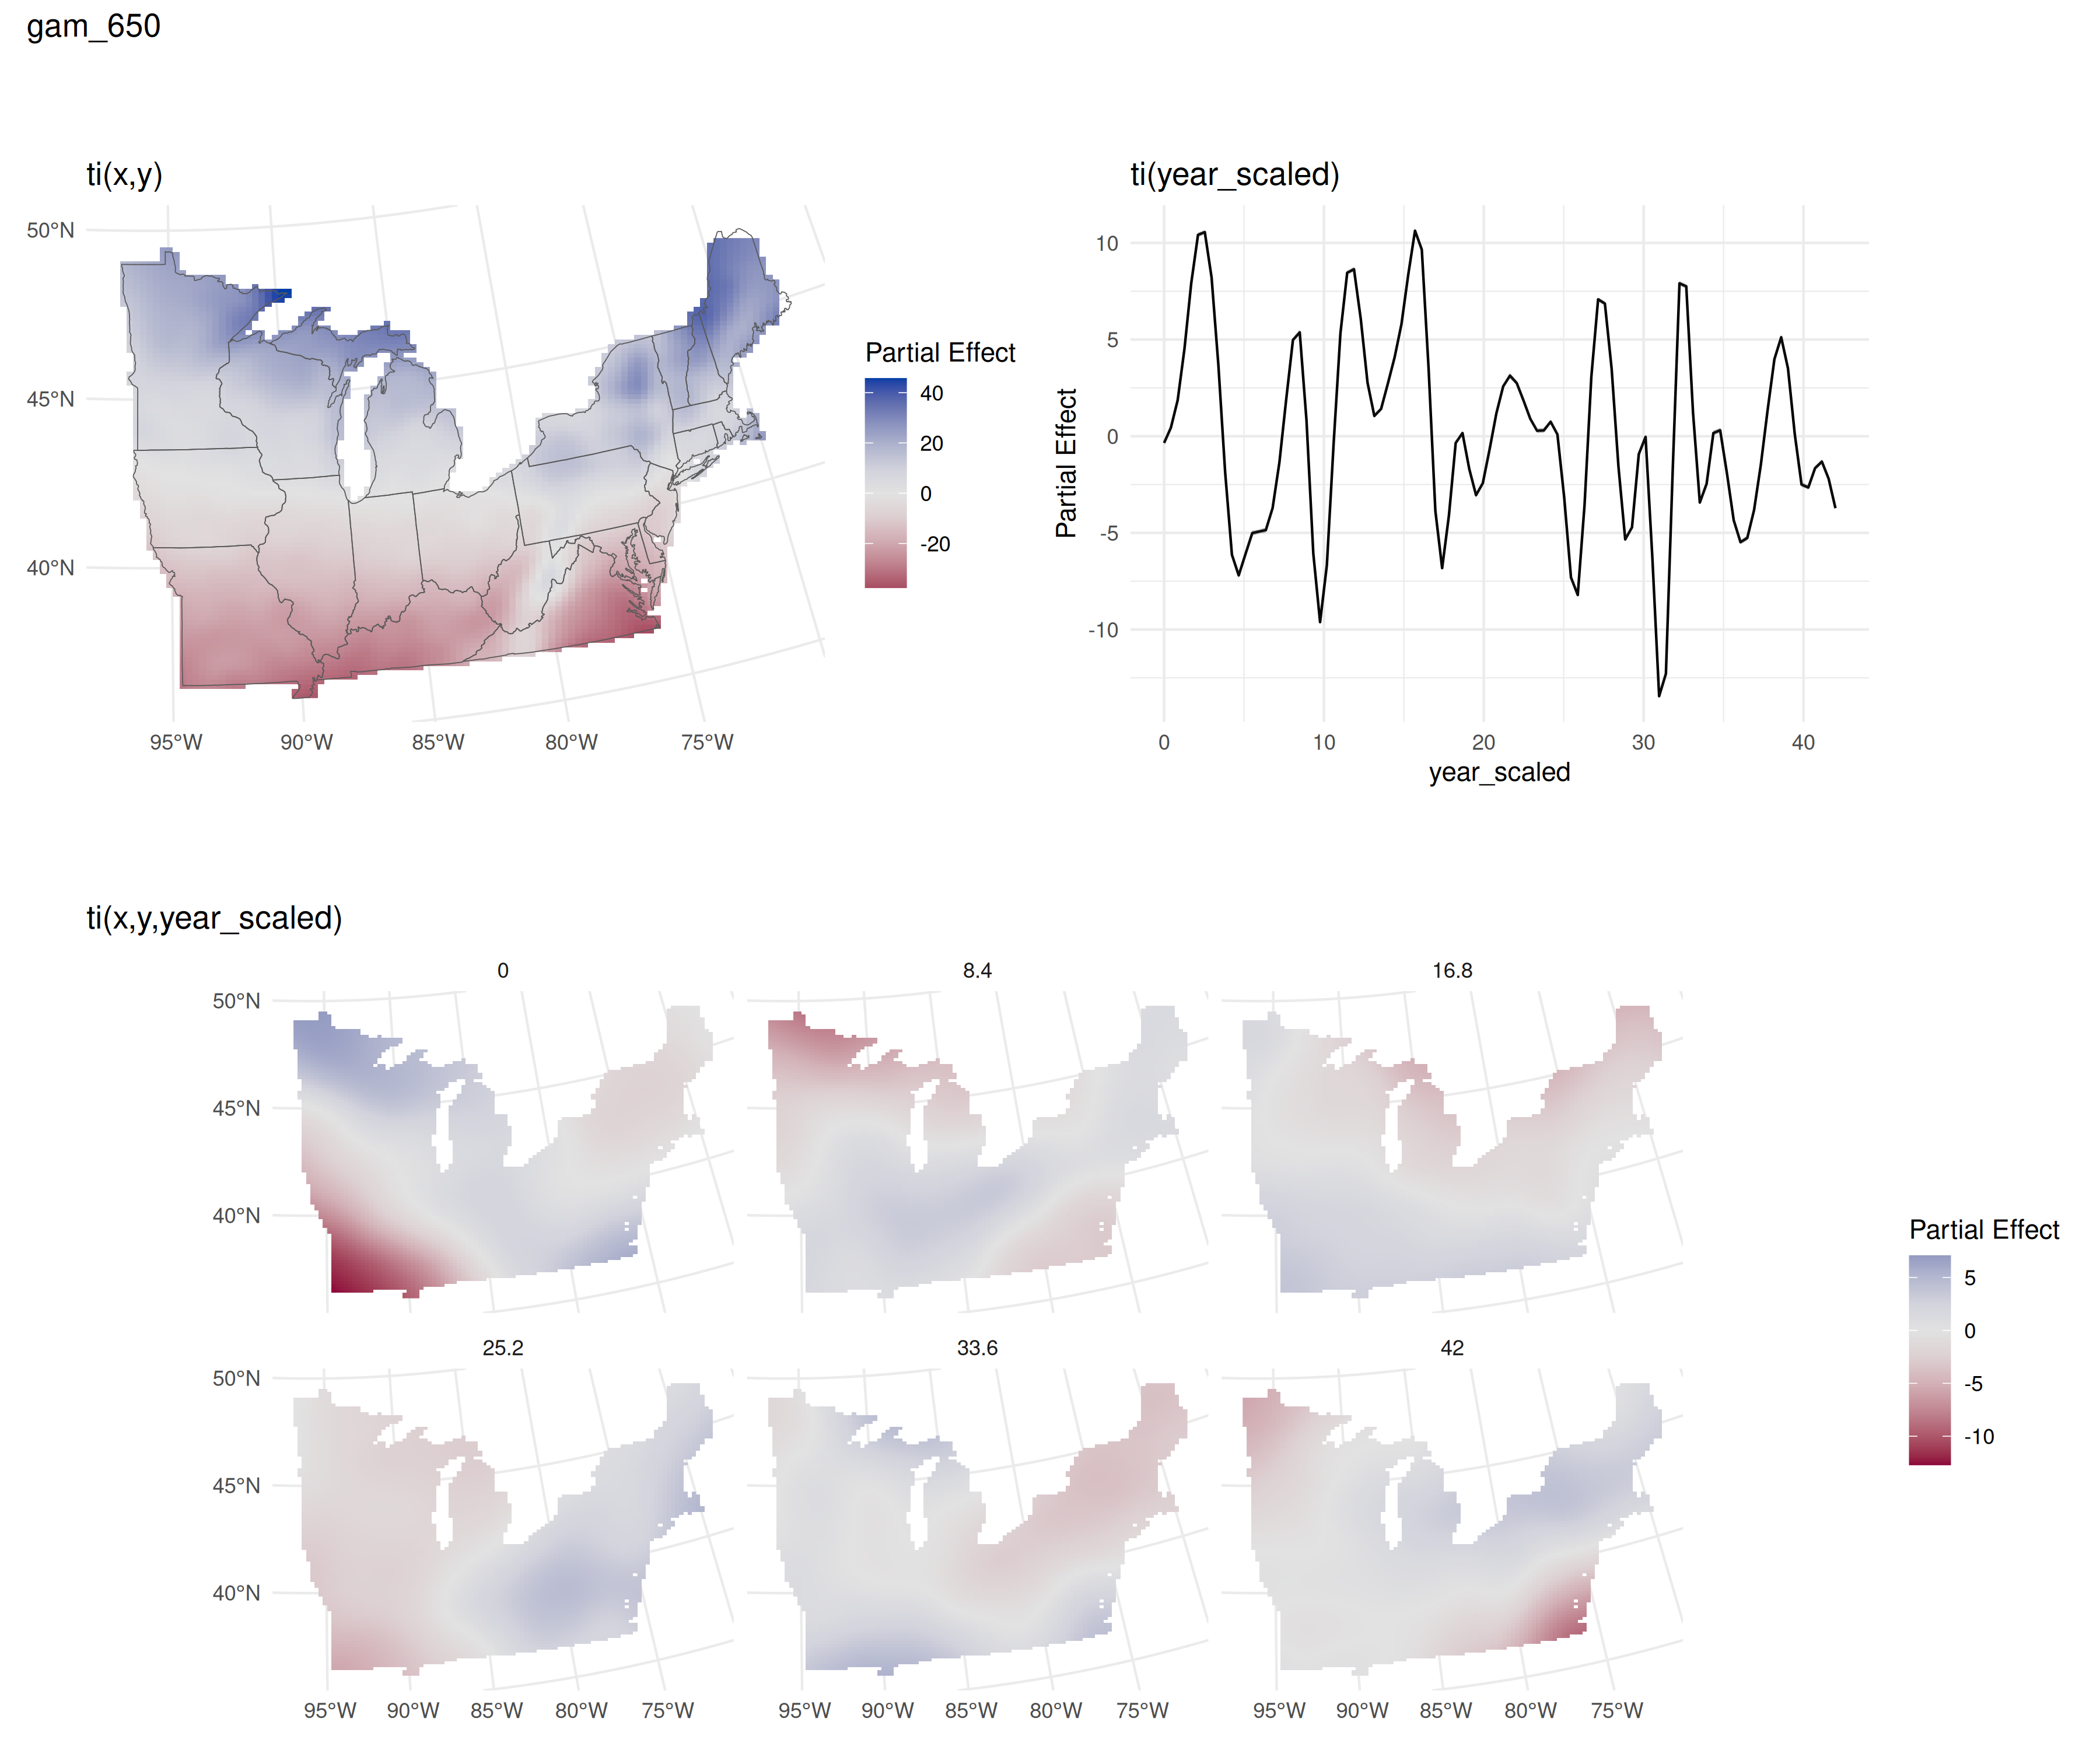 gam_650
ti(x,y)
50°N
45°N
40°N
95°W 90°W 85°W 80°W 75°W
Partial Effect
40
20
0
-20
ti(year_scaled)
Partial Effect
10
5
0
-5
-10
0 10 20 30 40
year_scaled
ti(x,y,year_scaled)
0 8.4 16.8
50°N
45°N
40°N
25.2 33.6 42
50°N
45°N
40°N
95°W 90°W 85°W 80°W 75°W 95°W 90°W 85°W 80°W 75°W 95°W 90°W 85°W 80°W 75°W
Partial Effect
5
0
-5
-10